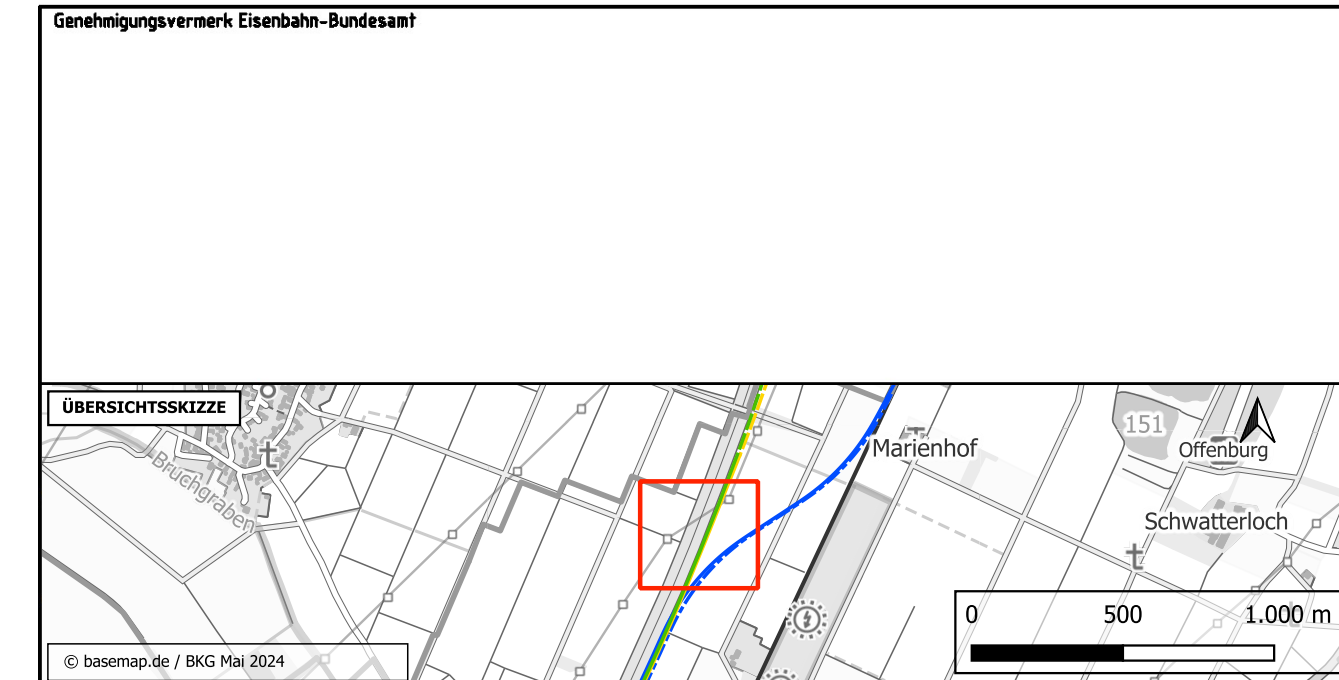 Genehmigungsvermerk Eisenbahn-Bundesamt
ÜBERSICHTSSKIZZE
Bruchgraben
Marienhof
151
Offenburg
Schwatterloch
0 500 1.000 m
© basemap.de / BKG Mai 2024